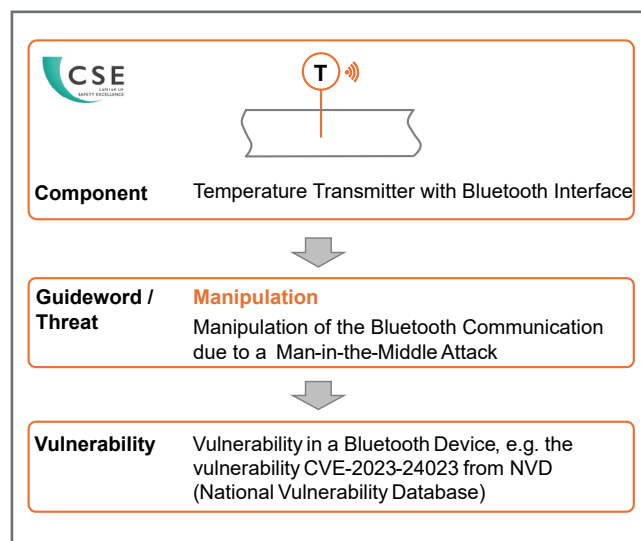 CSE
CENTER OF
SAFETY EXCELLENCE
T
Component Temperature Transmitter with Bluetooth Interface
Guideword / Manipulation
Threat Manipulation of the Bluetooth Communication
due to a Man-in-the-Middle Attack
Vulnerability Vulnerability in a Bluetooth Device, e.g. the
vulnerability CVE-2023-24023 from NVD
(National Vulnerability Database)